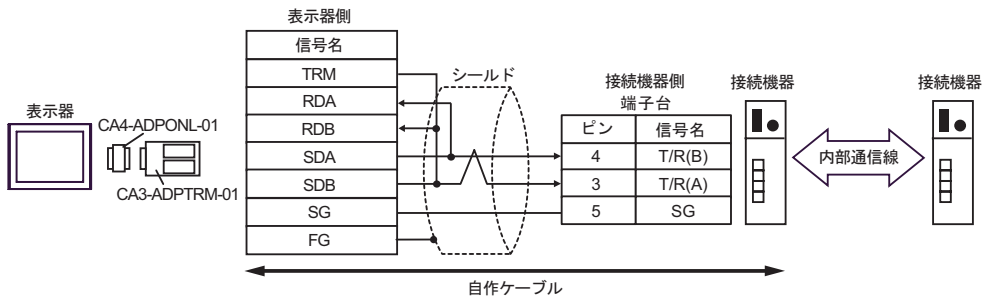 表示器側
信号名
TRM
RDA
RDB
SDA
SDB
SG
FG
シールド
接続機器側
端子台
ピン 信号名
4 T/R(B)
3 T/R(A)
5 SG
接続機器
接続機器
内部通信線
表示器
CA4-ADPONL-01
CA3-ADPTRM-01
自作ケーブル